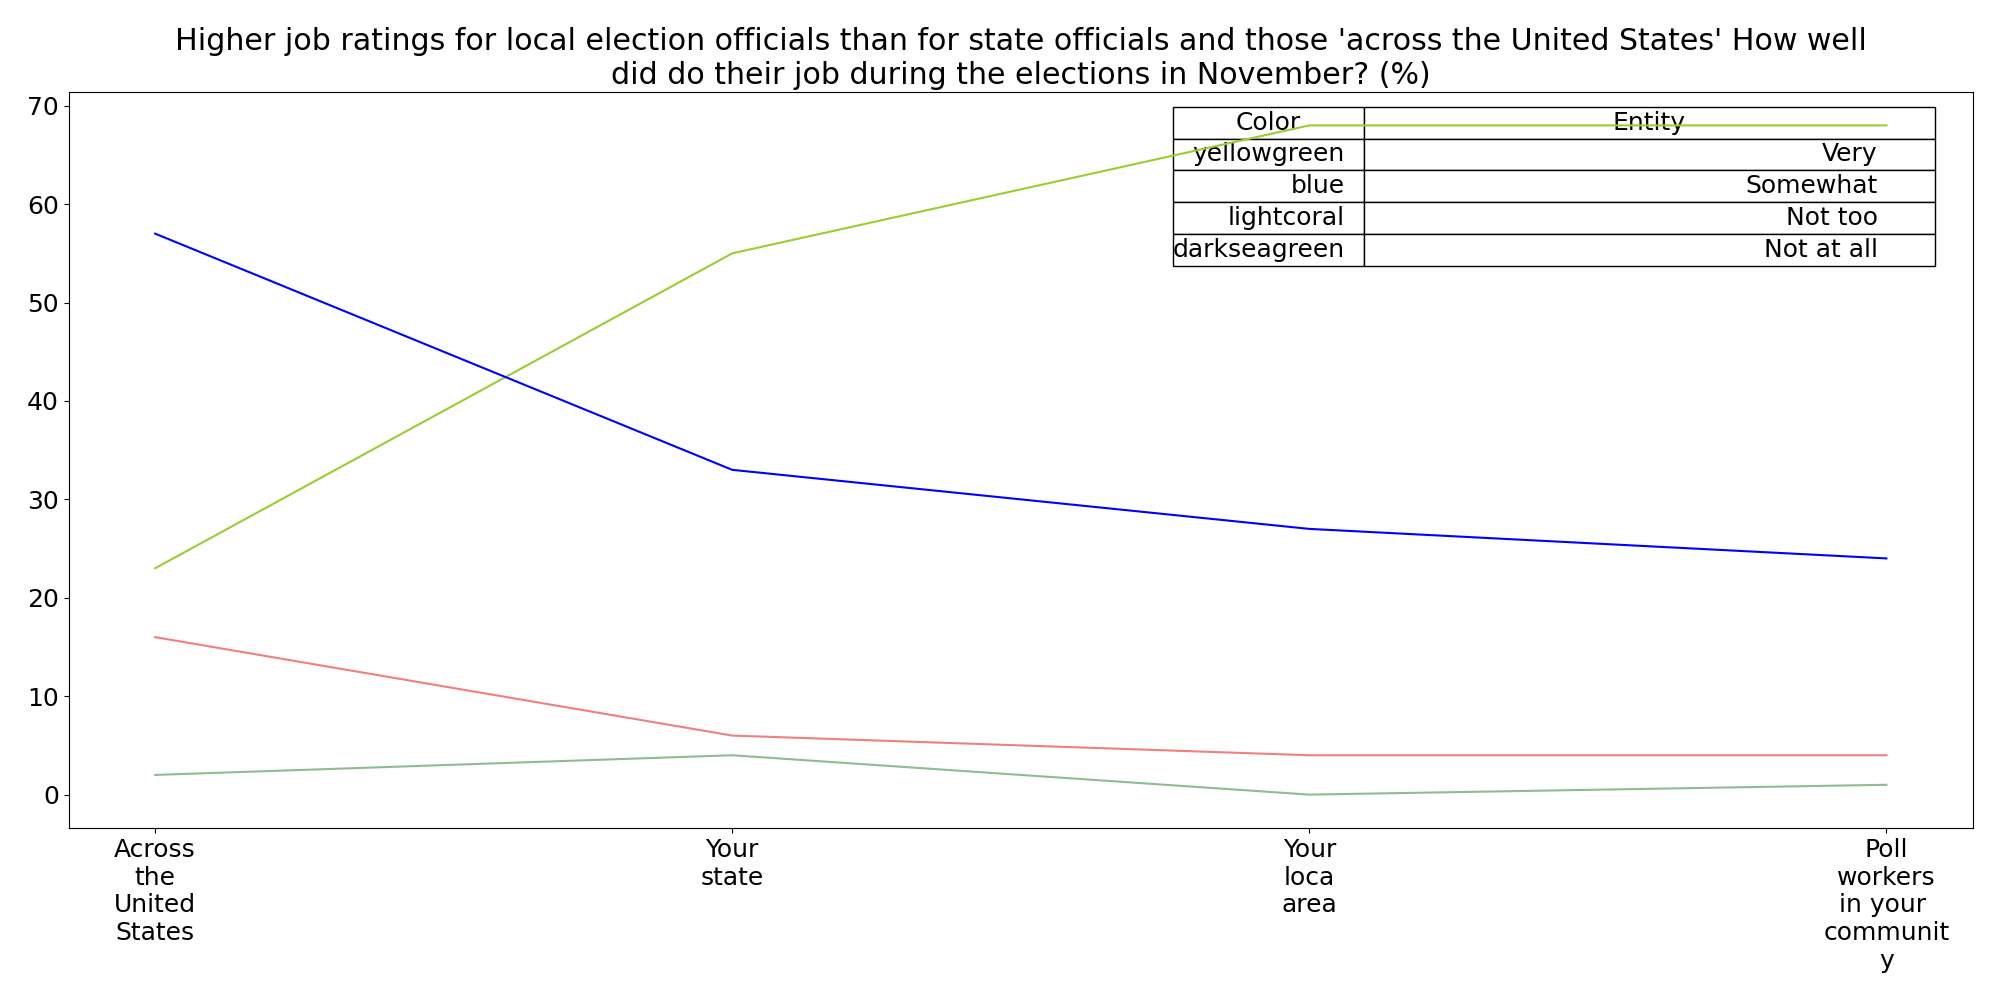 Higher job ratings for local election officials than for state officials and those 'across the United States' How well
did do their job during the elections in November? (%)
70
60
50
40
30
20
10
0
Color Entity
yellowgreen Very
blue Somewhat
lightcoral Not too
darkseagreen Not at all
Across
the
United
States
Your
state
Your
loca
area
Poll
workers
in your
communit
y